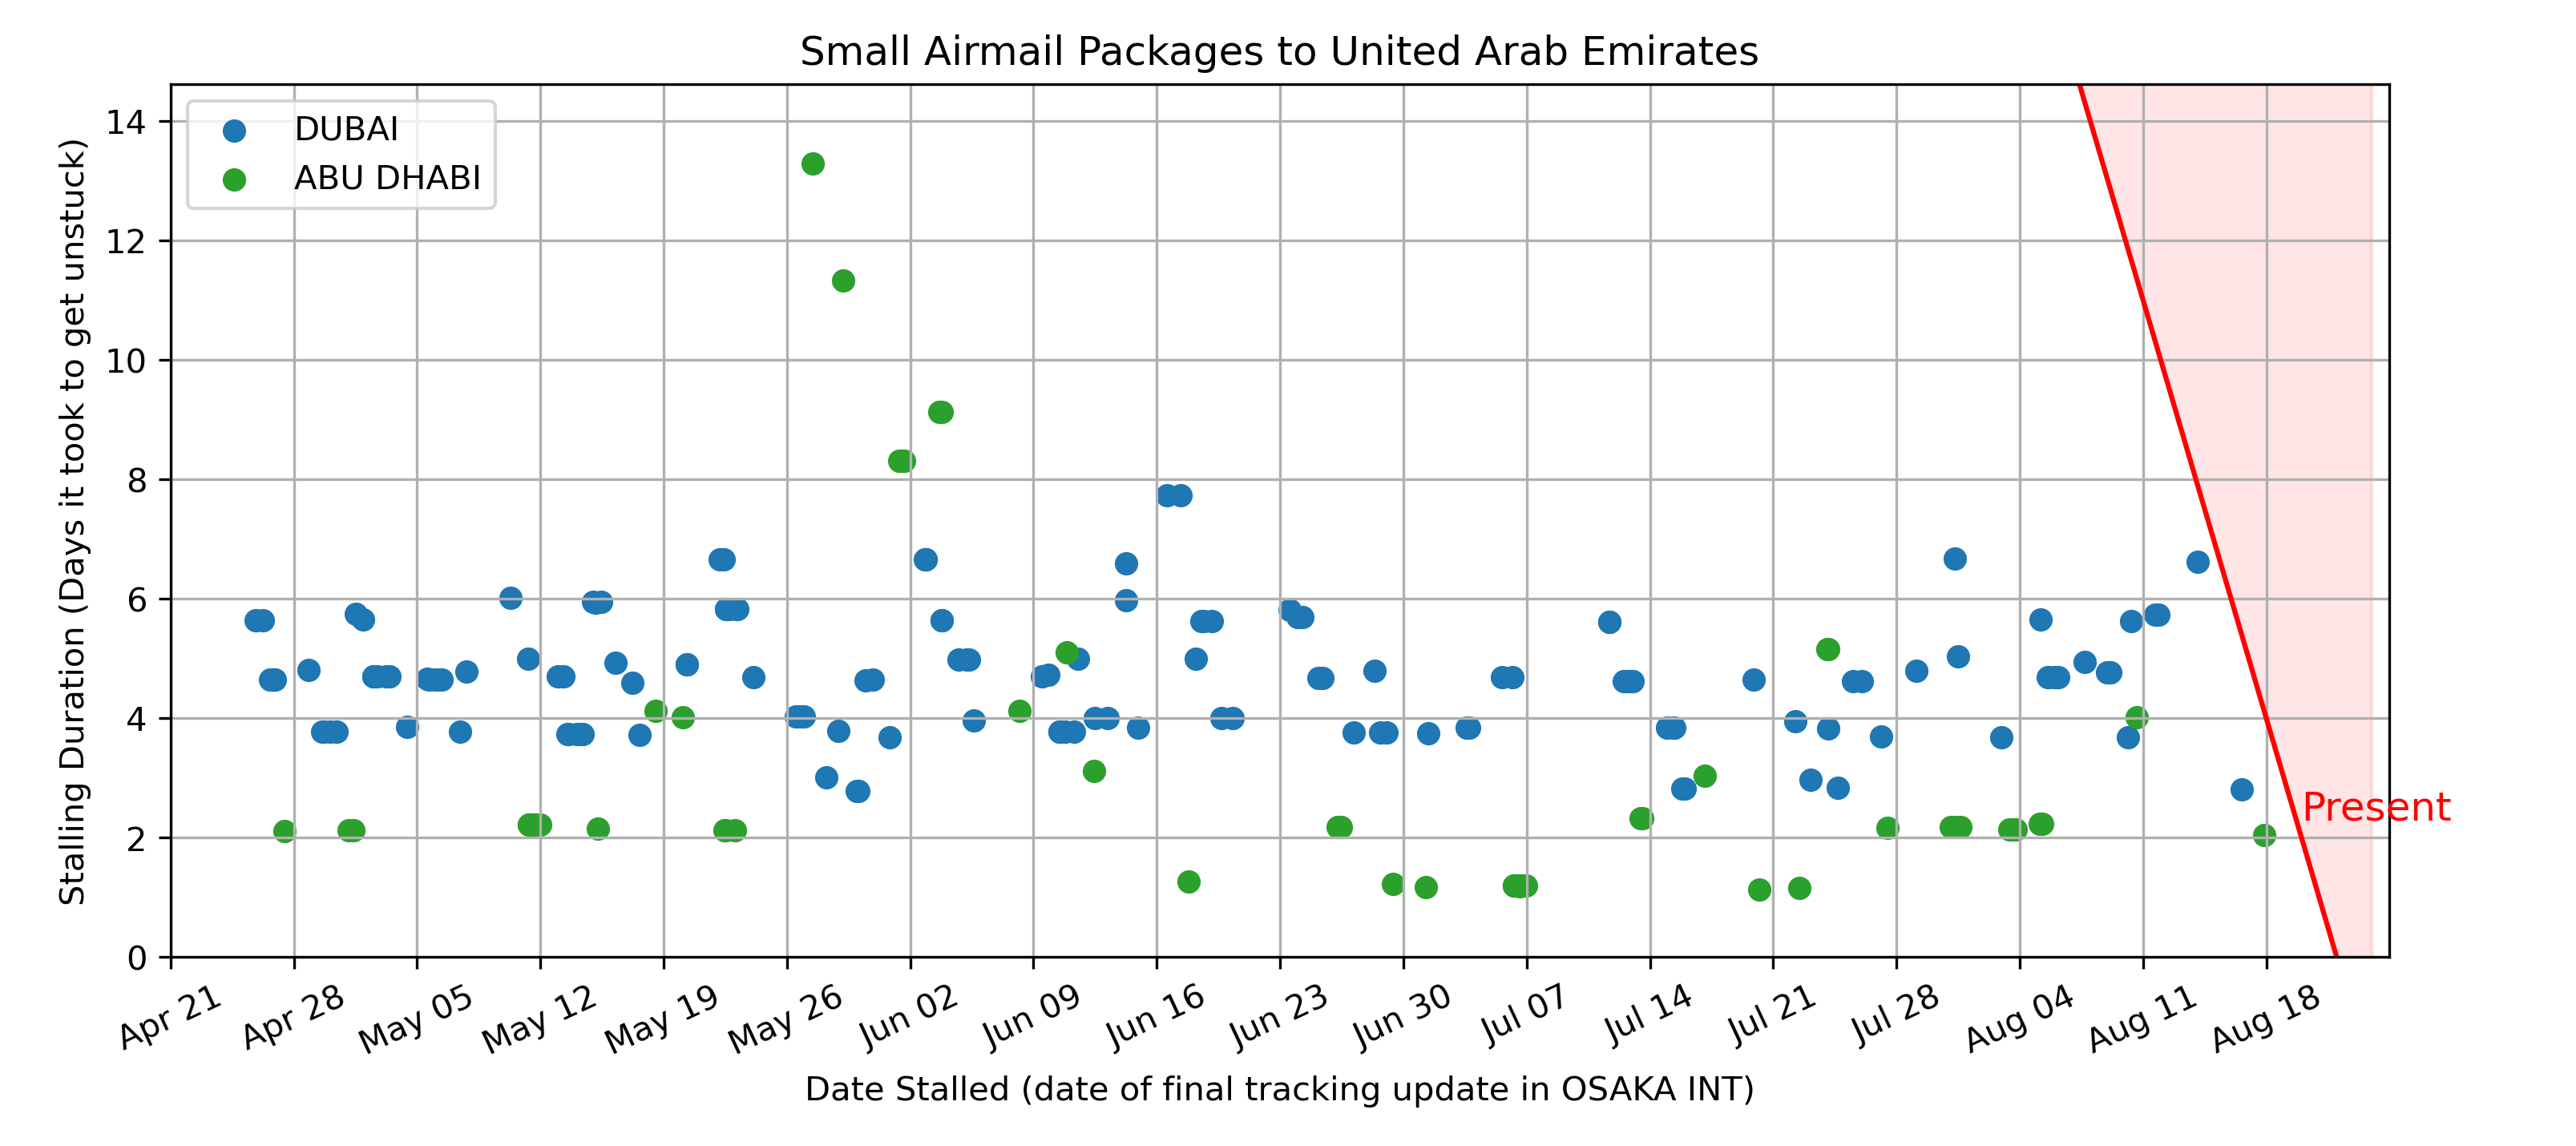 Small Airmail Packages to United Arab Emirates
DUBAI
ABU DHABI
Stalling Duration (Days it took to get unstuck)
14
12
10
8
6
4
2
0
Present
Apr 21
Apr 28
May 05
May 12
May 19
May 26
Jun 02
Jun 09
Jun 16
Jun 23
Jun 30
Jul 07
Jul 14
Jul 21
Jul 28
Aug 04
Aug 11
Aug 18
Date Stalled (date of final tracking update in OSAKA INT)